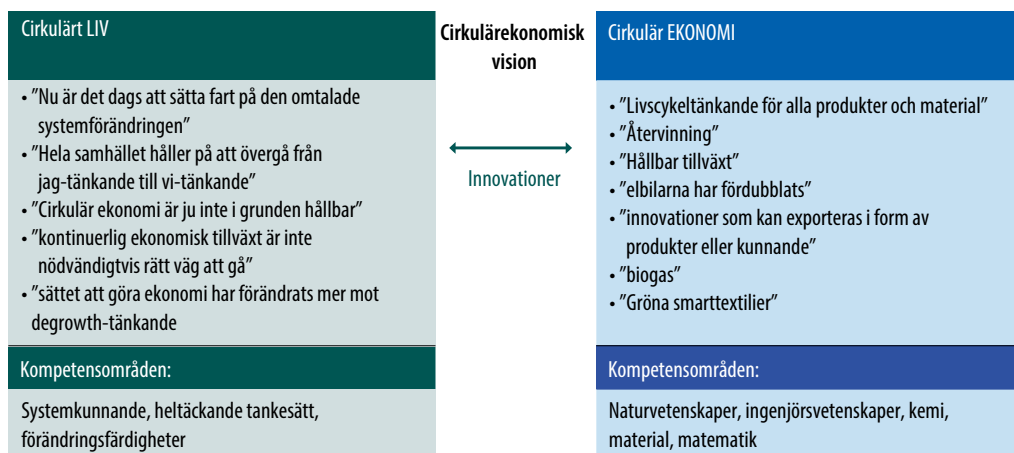 Cirkulärt LIV
• ”Nu är det dags att sätta fart på den omtalade
systemförändringen”
• ”Hela samhället håller på att övergå från
jag-tänkande till vi-tänkande”
• ”Cirkulär ekonomi är ju inte i grunden hållbar”
• ”kontinuerlig ekonomisk tillväxt är inte
nödvändigtvis rätt väg att gå”
• ”sättet att göra ekonomi har förändrats mer mot
degrowth-tänkande
Kompetensområden:
Systemkunnande, heltäckande tankesätt,
förändringsfärdigheter
Cirkulärekonomisk
vision
Innovationer
Cirkulär EKONOMI
• ”Livscykeltänkande för alla produkter och material”
• ”Återvinning”
• ”Hållbar tillväxt”
• ”elbilarna har fördubblats”
• ”innovationer som kan exporteras i form av
produkter eller kunnande”
• ”biogas”
• ”Gröna smarttextilier”
Kompetensområden:
Naturvetenskaper, ingenjörsvetenskaper, kemi,
material, matematik